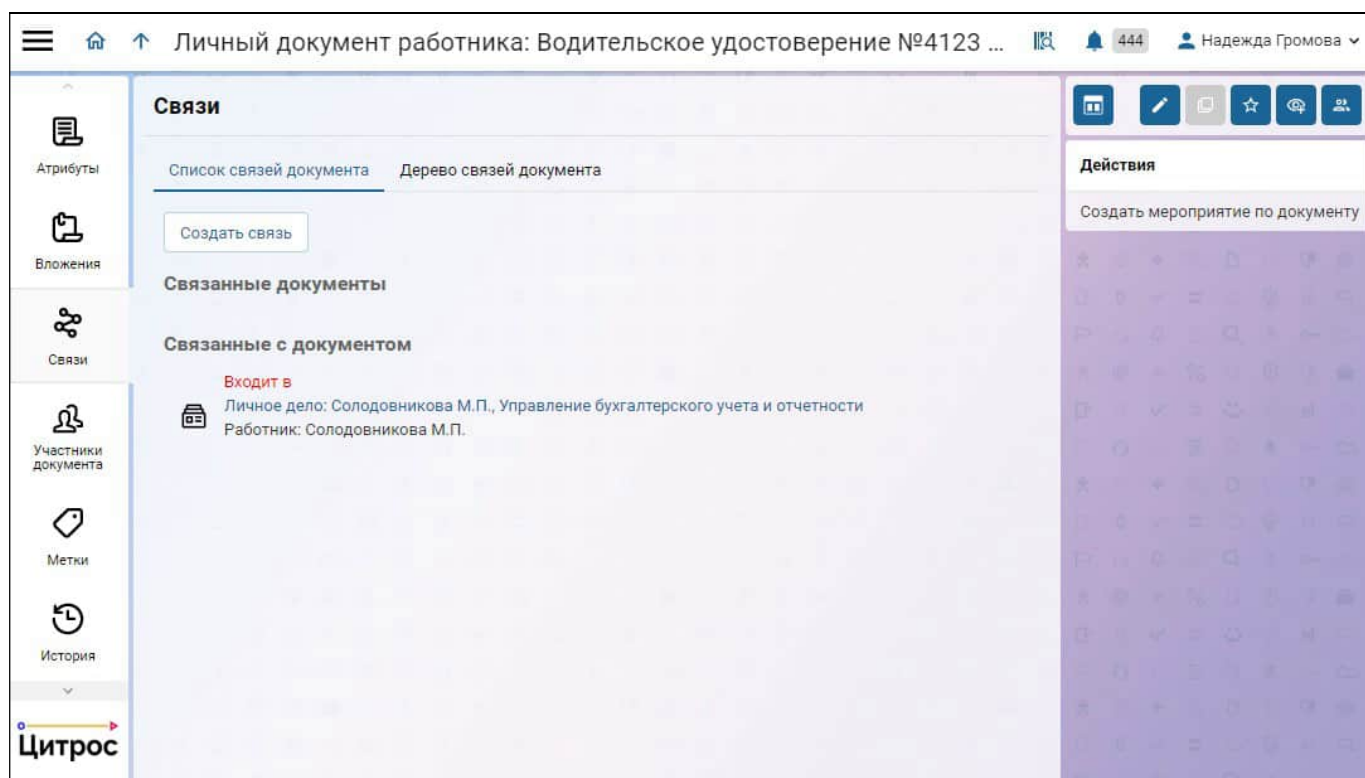 Личный документ работника: Водительское удостоверение №4123 ...
444
Надежда Громова
Атрибуты
Вложения
Связи
Участники
документа
Метки
История
Цитрос
Связи
Список связей документа
Дерево связей документа
Создать связь
Связанные документы
Связанные с документом
Входит в
Личное дело: Солодовникова М.П., Управление бухгалтерского учета и отчетности
Работник: Солодовникова М.П.
Действия
Создать мероприятие по документу